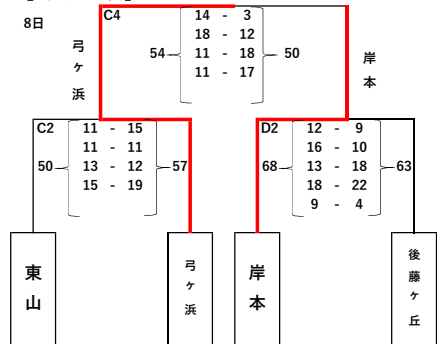 8日
C4
14 - 3
18 - 12
54 11 - 18 50
11 - 17
弓ヶ浜
岸本
C2
11 - 15
11 - 11
50 13 - 12 57
15 - 19
D2
12 - 9
16 - 10
68 13 - 18 63
18 - 22
9 - 4
東山
弓ヶ浜
岸本
後藤ヶ丘